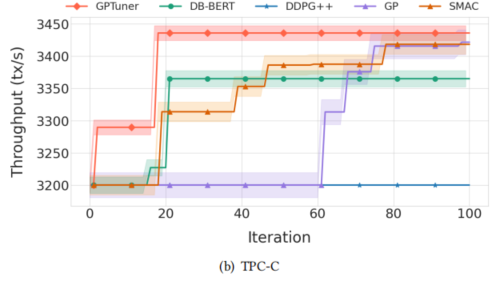 GPTuner DB-BERT DDPG++ GP SMAC
3450
3400
3350
3300
3250
3200
Throughput (tx/s)
0 20 40 60 80 100
Iteration
(b) TPC-C